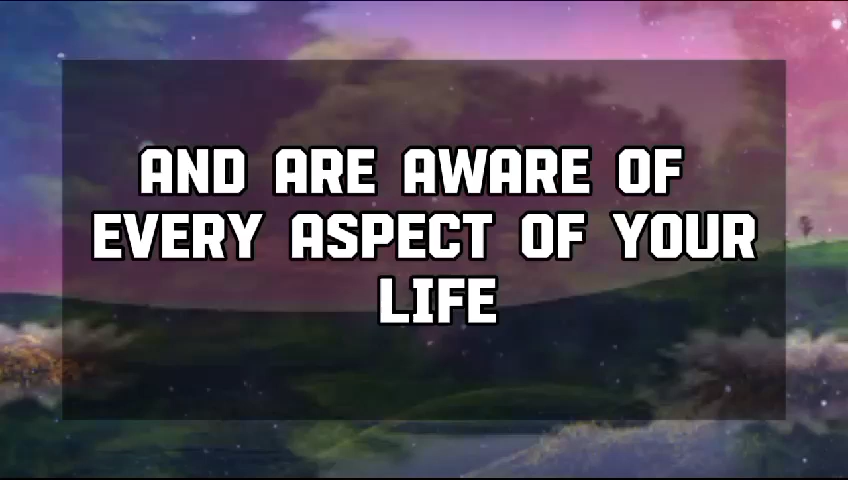 AND ARE AWARE OF
EVERY ASPECT OF YOUR
LIFE